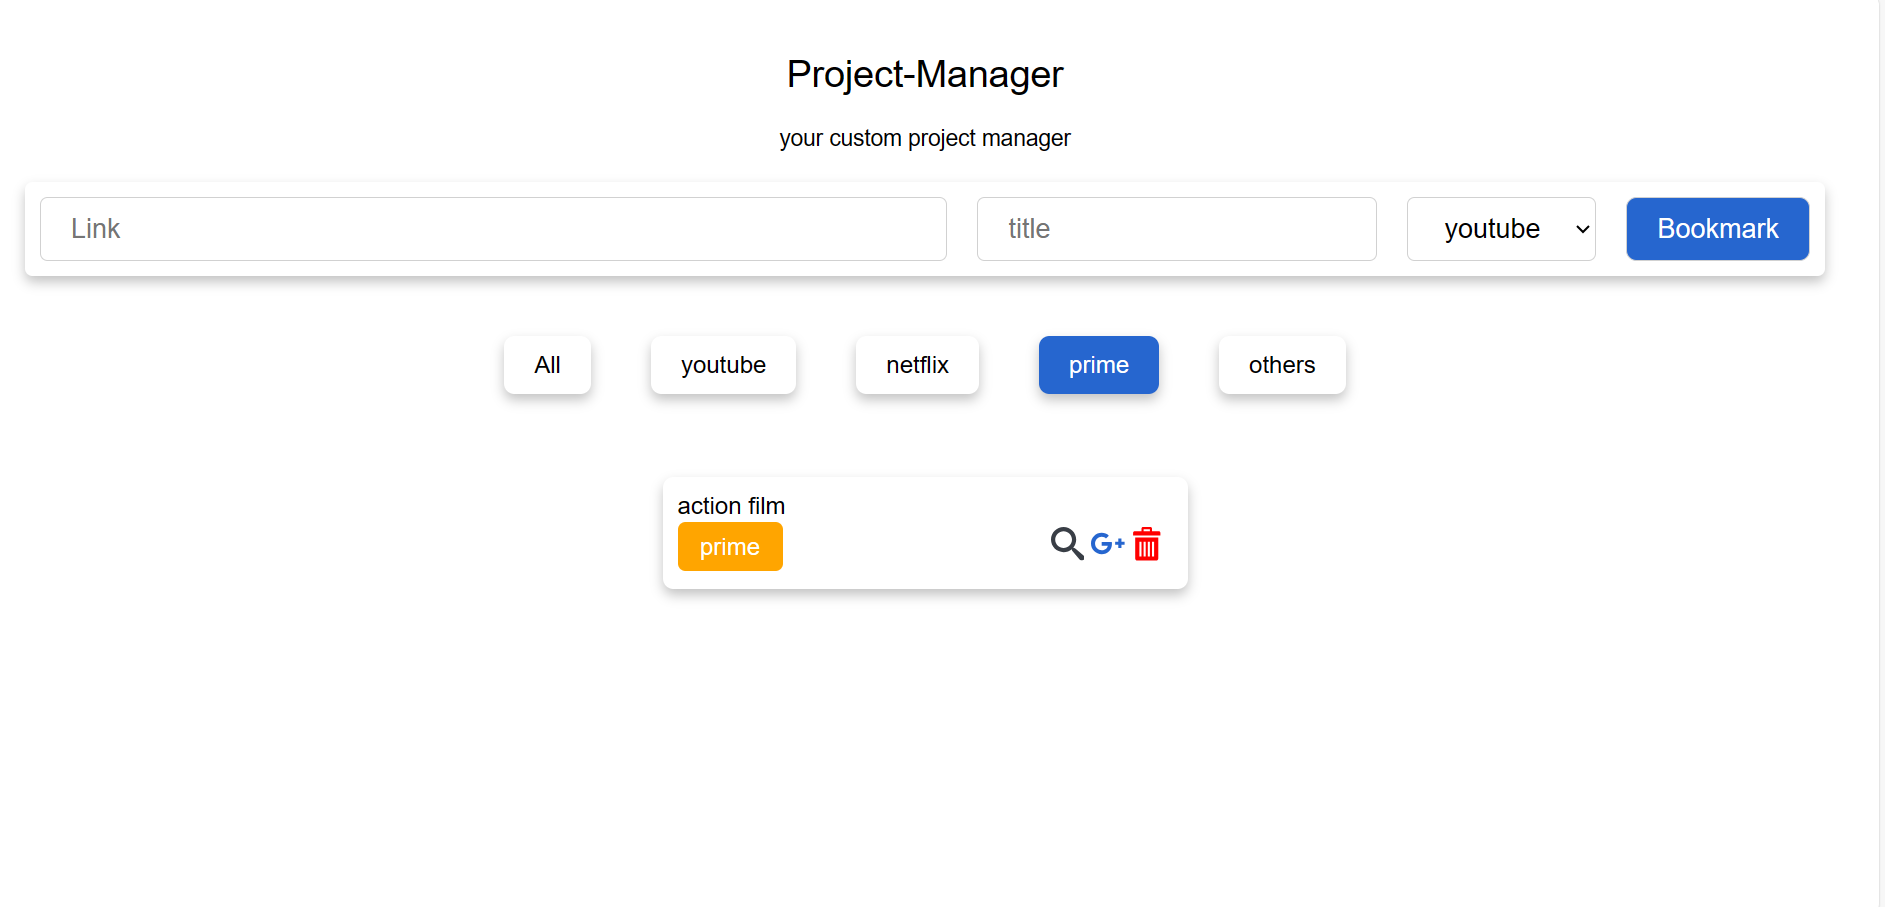 Project-Manager
your custom project manager
Link title youtube Bookmark
All youtube netflix prime others
action film
prime G+